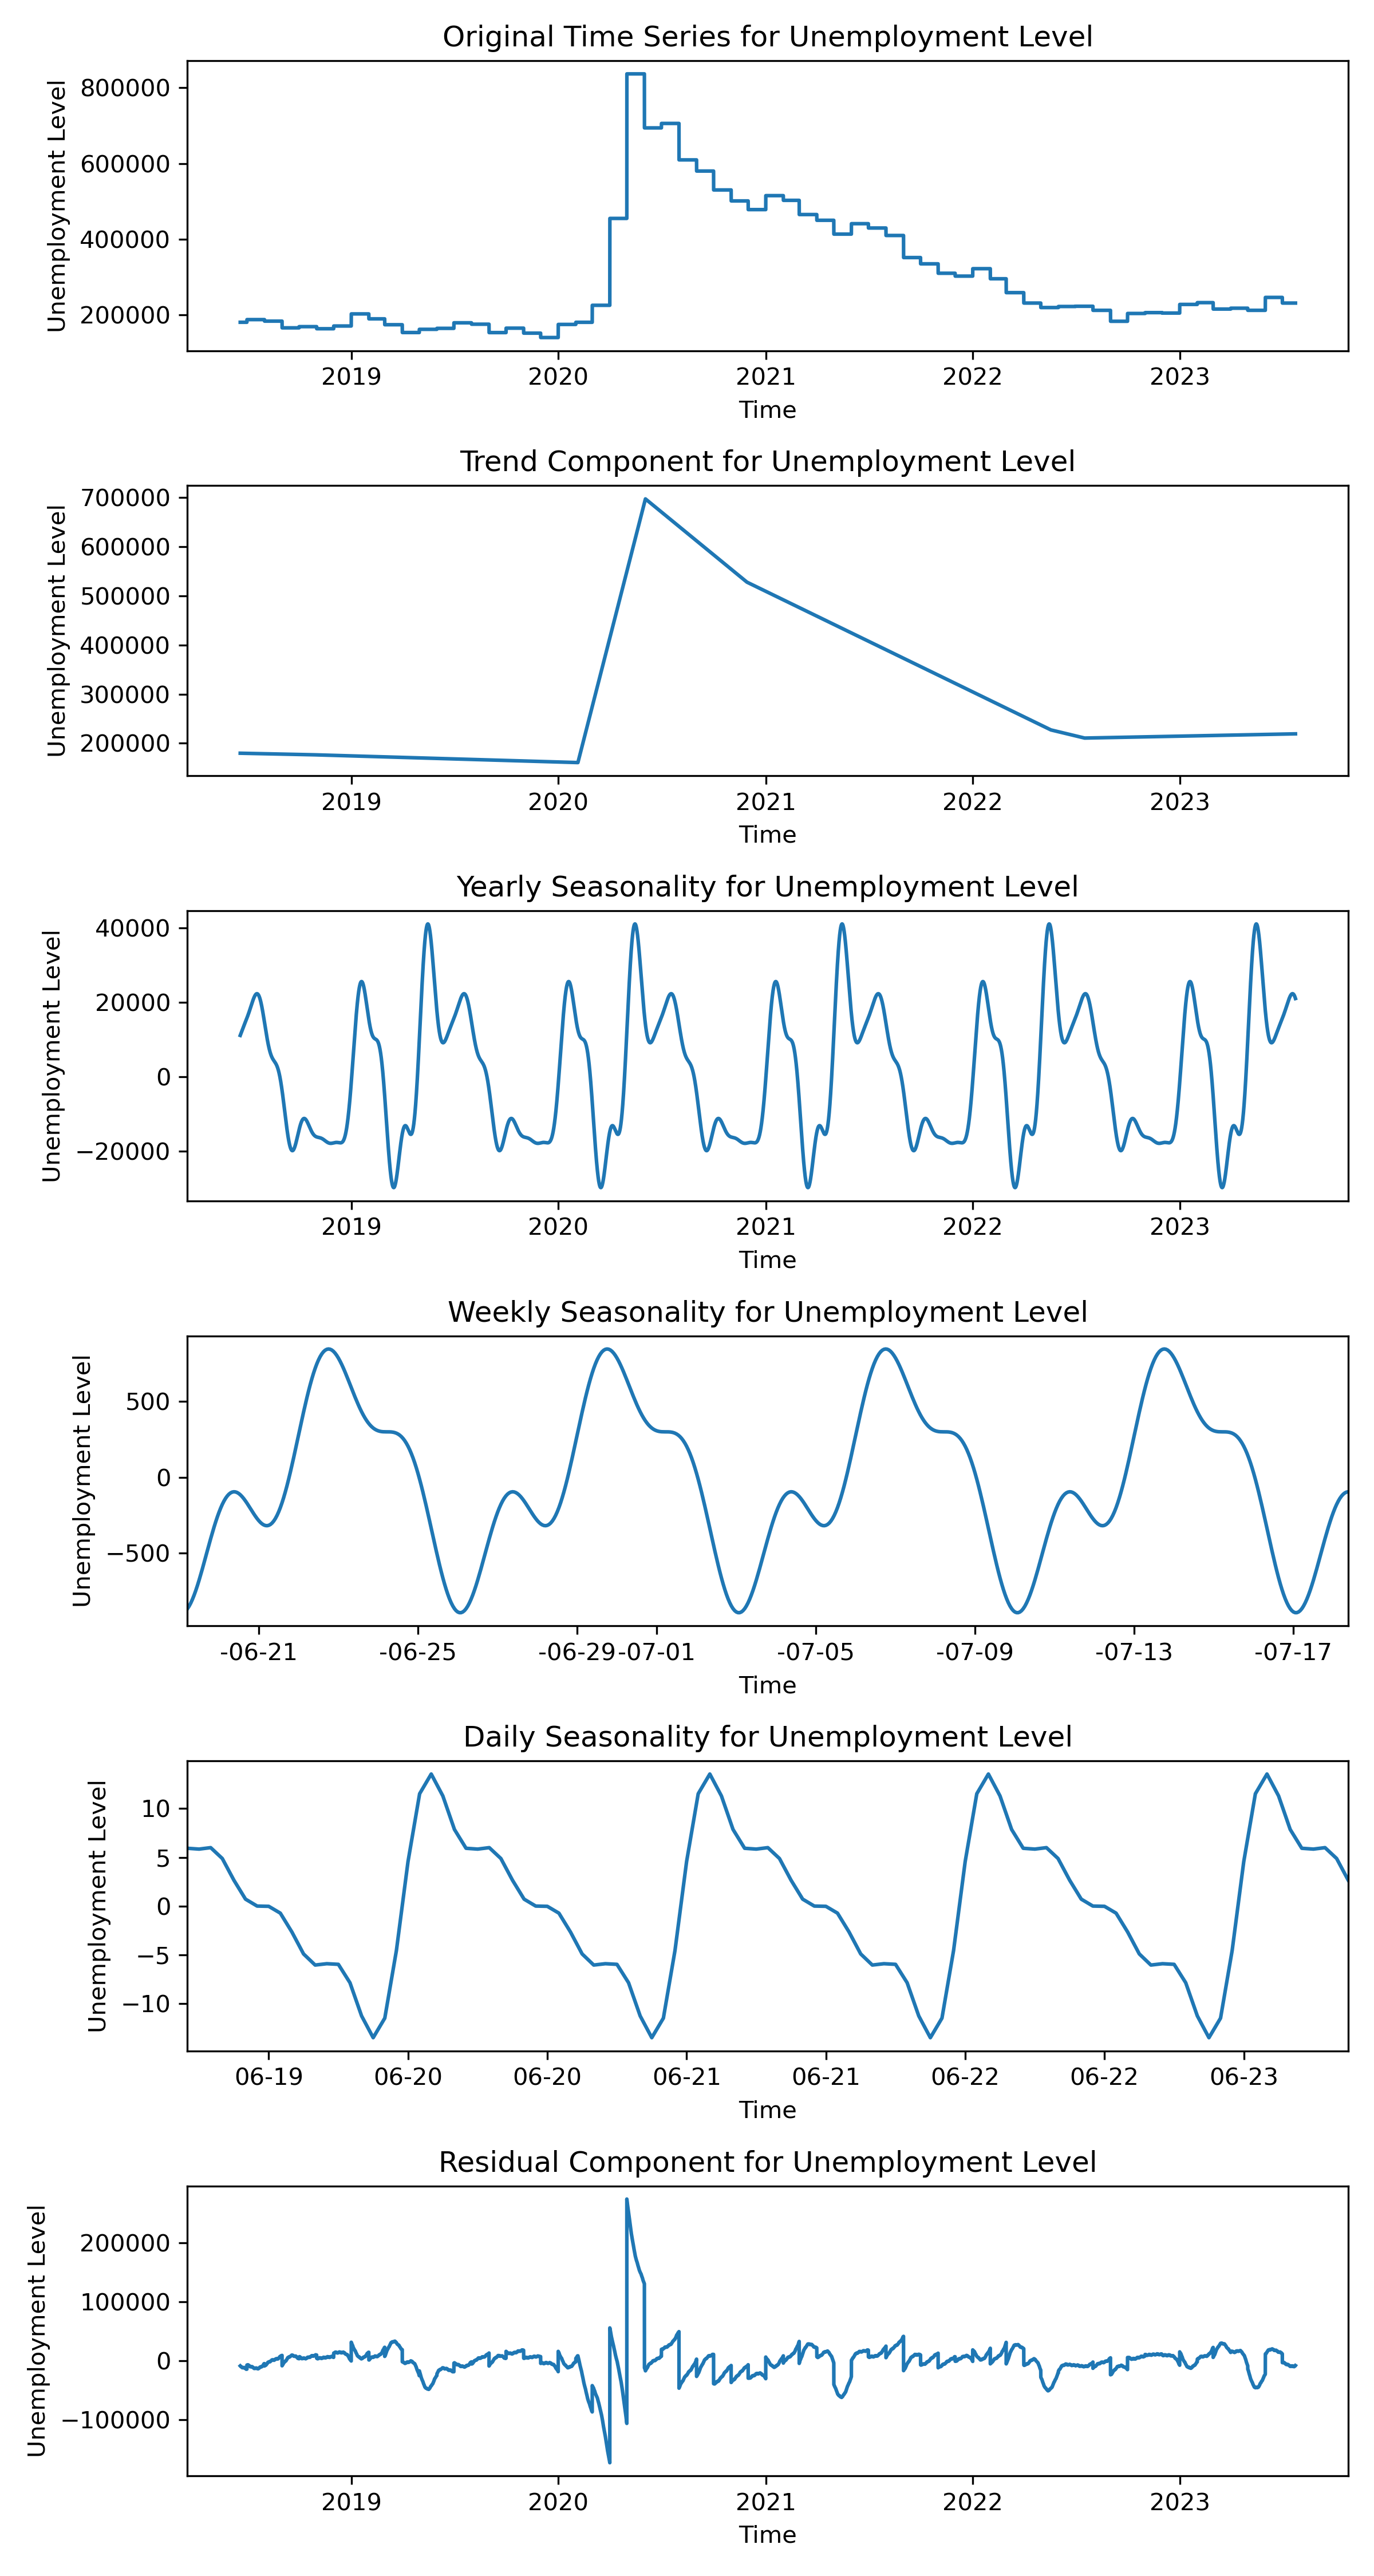 Original Time Series for Unemployment Level
Unemployment Level
800000
600000
400000
200000
2019 2020 2021 2022 2023
Time
Trend Component for Unemployment Level
Unemployment Level
700000
600000
500000
400000
300000
200000
2019 2020 2021 2022 2023
Time
Yearly Seasonality for Unemployment Level
Unemployment Level
40000
20000
0
−20000
2019 2020 2021 2022 2023
Time
Weekly Seasonality for Unemployment Level
Unemployment Level
500
0
−500
-06-21 -06-25 -06-29 -07-01 -07-05 -07-09 -07-13 -07-17
Time
Daily Seasonality for Unemployment Level
Unemployment Level
10
5
0
−5
−10
06-19 06-20 06-20 06-21 06-21 06-22 06-22 06-23
Time
Residual Component for Unemployment Level
Unemployment Level
200000
100000
0
−100000
2019 2020 2021 2022 2023
Time